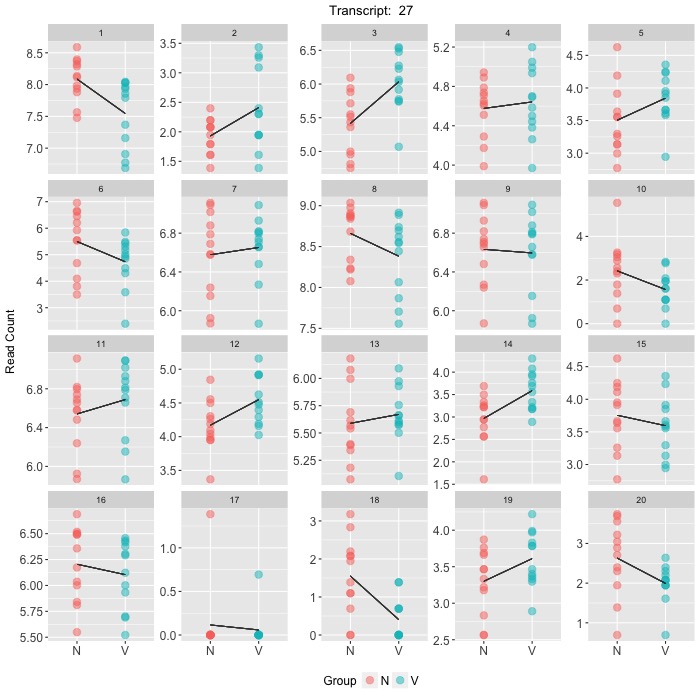 Transcript: 27
1 2 3 4 5
8.5 8.0 7.5 7.0
3.5 3.0 2.5 2.0 1.5
6.5 6.0 5.5 5.0
5.2 4.8 4.4 4.0
4.5 4.0 3.5 3.0
6 7 8 9 10
7 6 5 4 3
6.8 6.4 6.0
9.0 8.5 8.0 7.5
6.8 6.4 6.0
4 2 0
Read Count
11 12 13 14 15
6.8 6.4 6.0
5.0 4.5 4.0 3.5
6.00 5.75 5.50 5.25
4.5 4.0 3.5 3.0 2.5 2.0 1.5
4.5 4.0 3.5 3.0
16 17 18 19 20
6.50 6.25 6.00 5.75 5.50
1.0 0.5 0.0
3 2 1 0
4.0 3.5 3.0 2.5
3 2 1
N V N V N V N V N V
Group N V